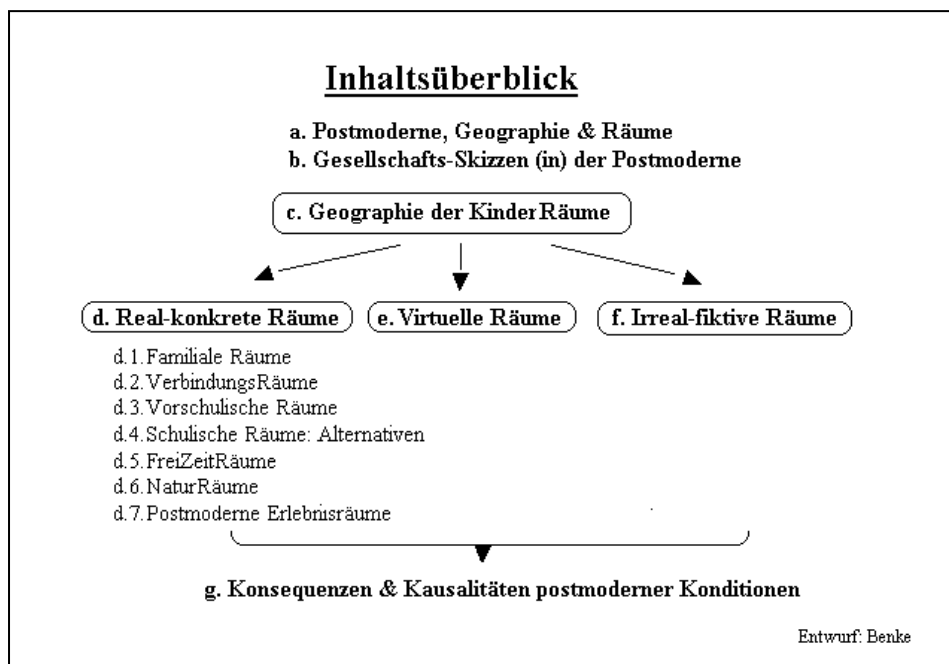 Inhaltsüberblick
a. Postmoderne, Geographie & Räume
b. Gesellschafts-Skizzen (in) der Postmoderne
c. Geographie der KinderRäume
d. Real-konkrete Räume
e. Virtuelle Räume
f. Irreal-fiktive Räume
d.1.Familiale Räume
d.2.VerbindungsRäume
d.3.Vorschulische Räume
d.4.Schulische Räume: Alternativen
d.5.FreiZeitRäume
d.6.NaturRäume
d.7.Postmoderne Erlebnisräume
g. Konsequenzen & Kausalitäten postmoderner Konditionen
Entwurf: Benke